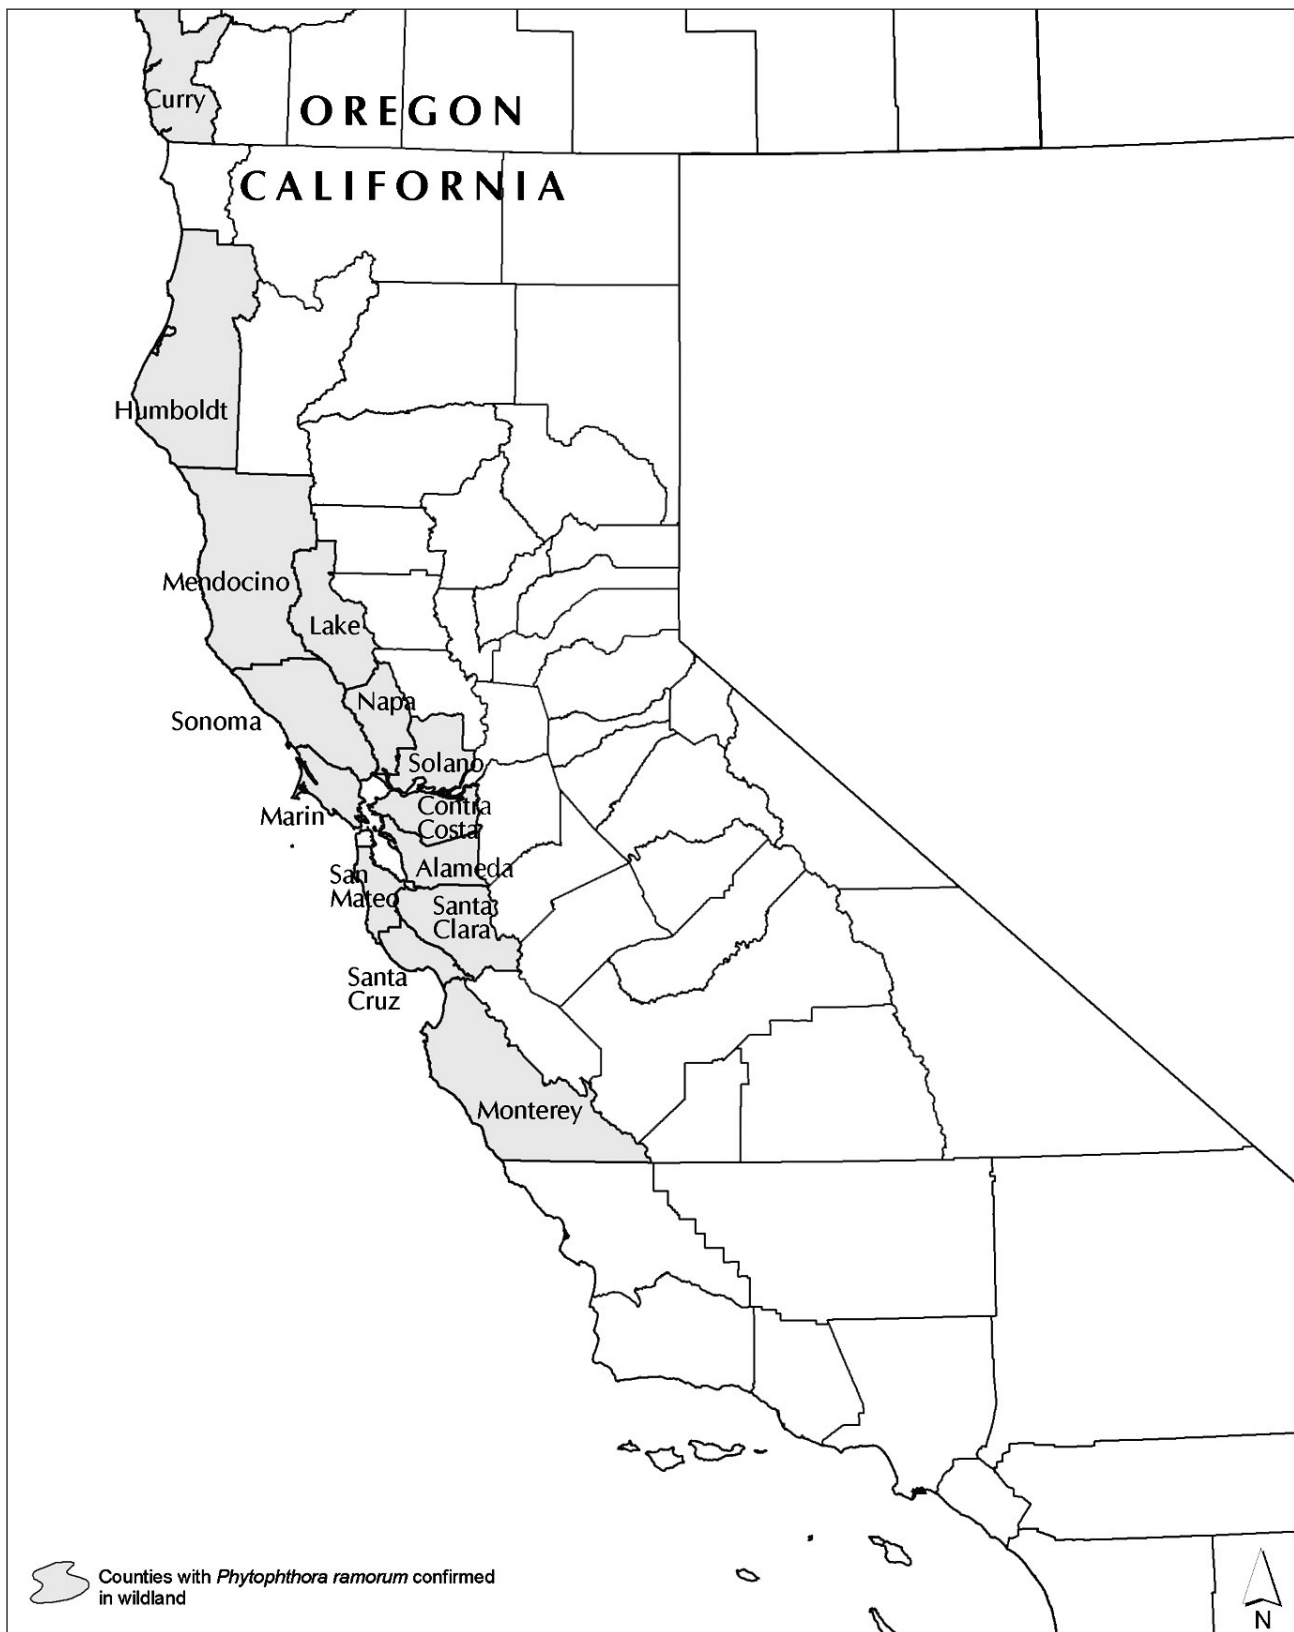 Curry
OREGON
CALIFORNIA
Humboldt
Mendocino
Lake
Napa
Sonoma
Solano
Contra
Costa
Marin
Alameda
San
Mateo
Santa
Clara
Santa
Cruz
Monterey
Counties with Phytophthora ramorum confirmed
in wildland
N